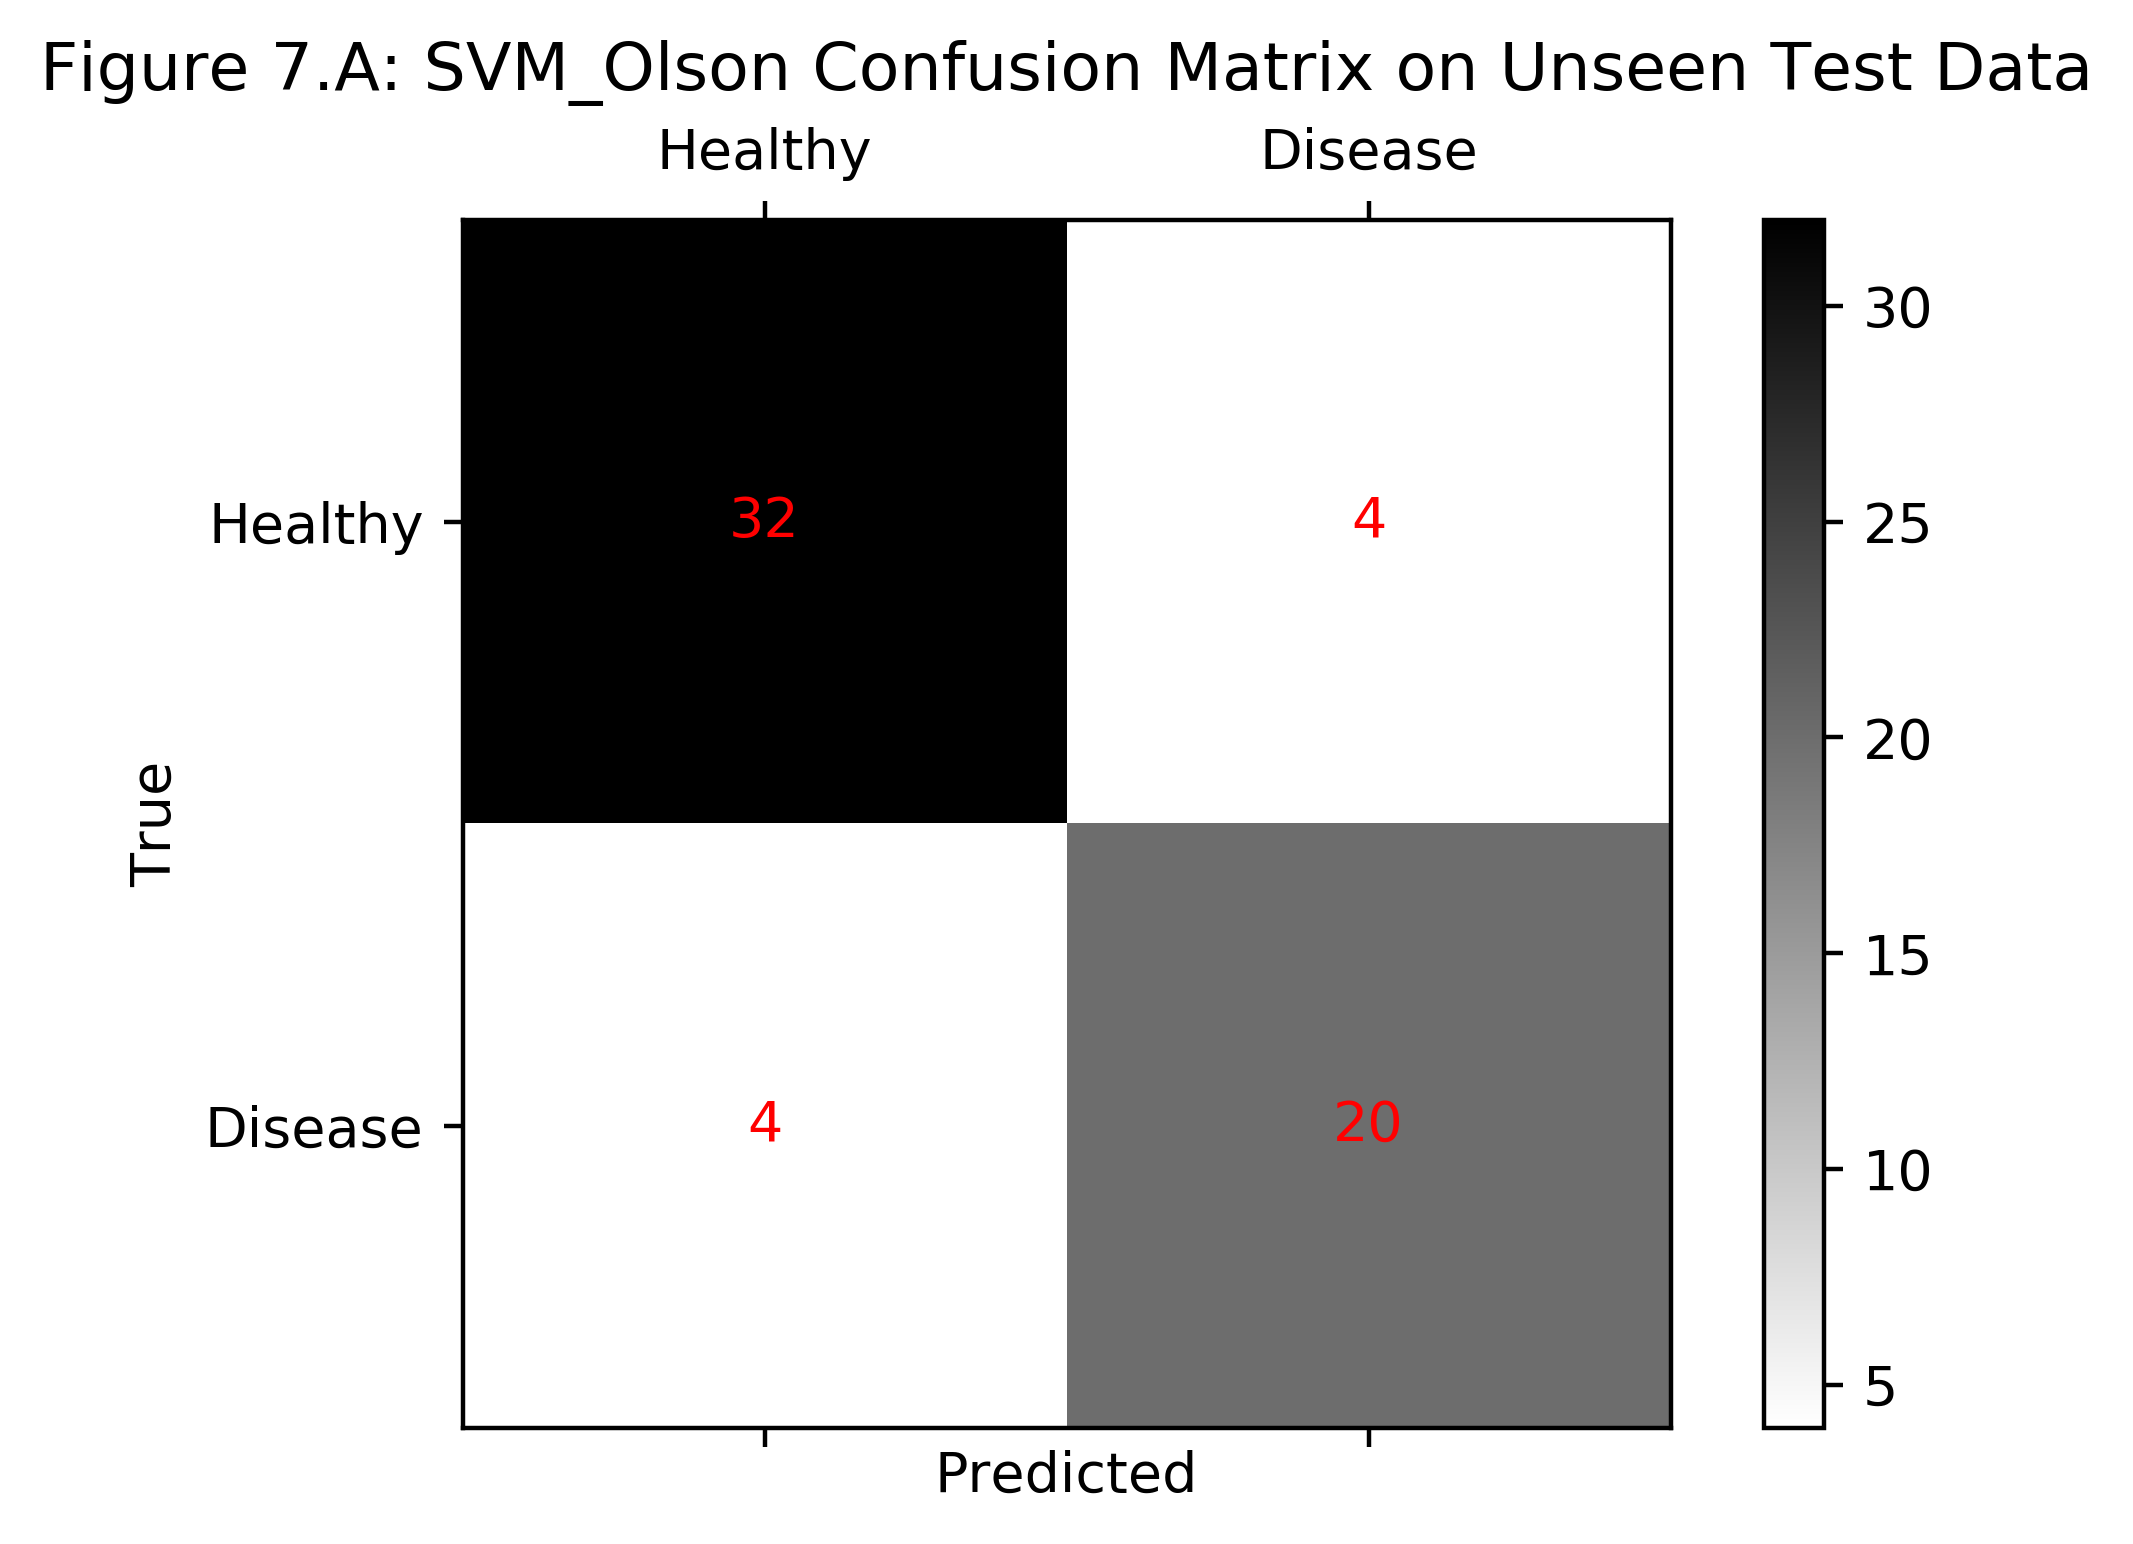 Figure 7.A: SVM_Olson Confusion Matrix on Unseen Test Data
Healthy Disease
30
Healthy 32 4 25
20
True
15
Disease 4 20 10
5
Predicted